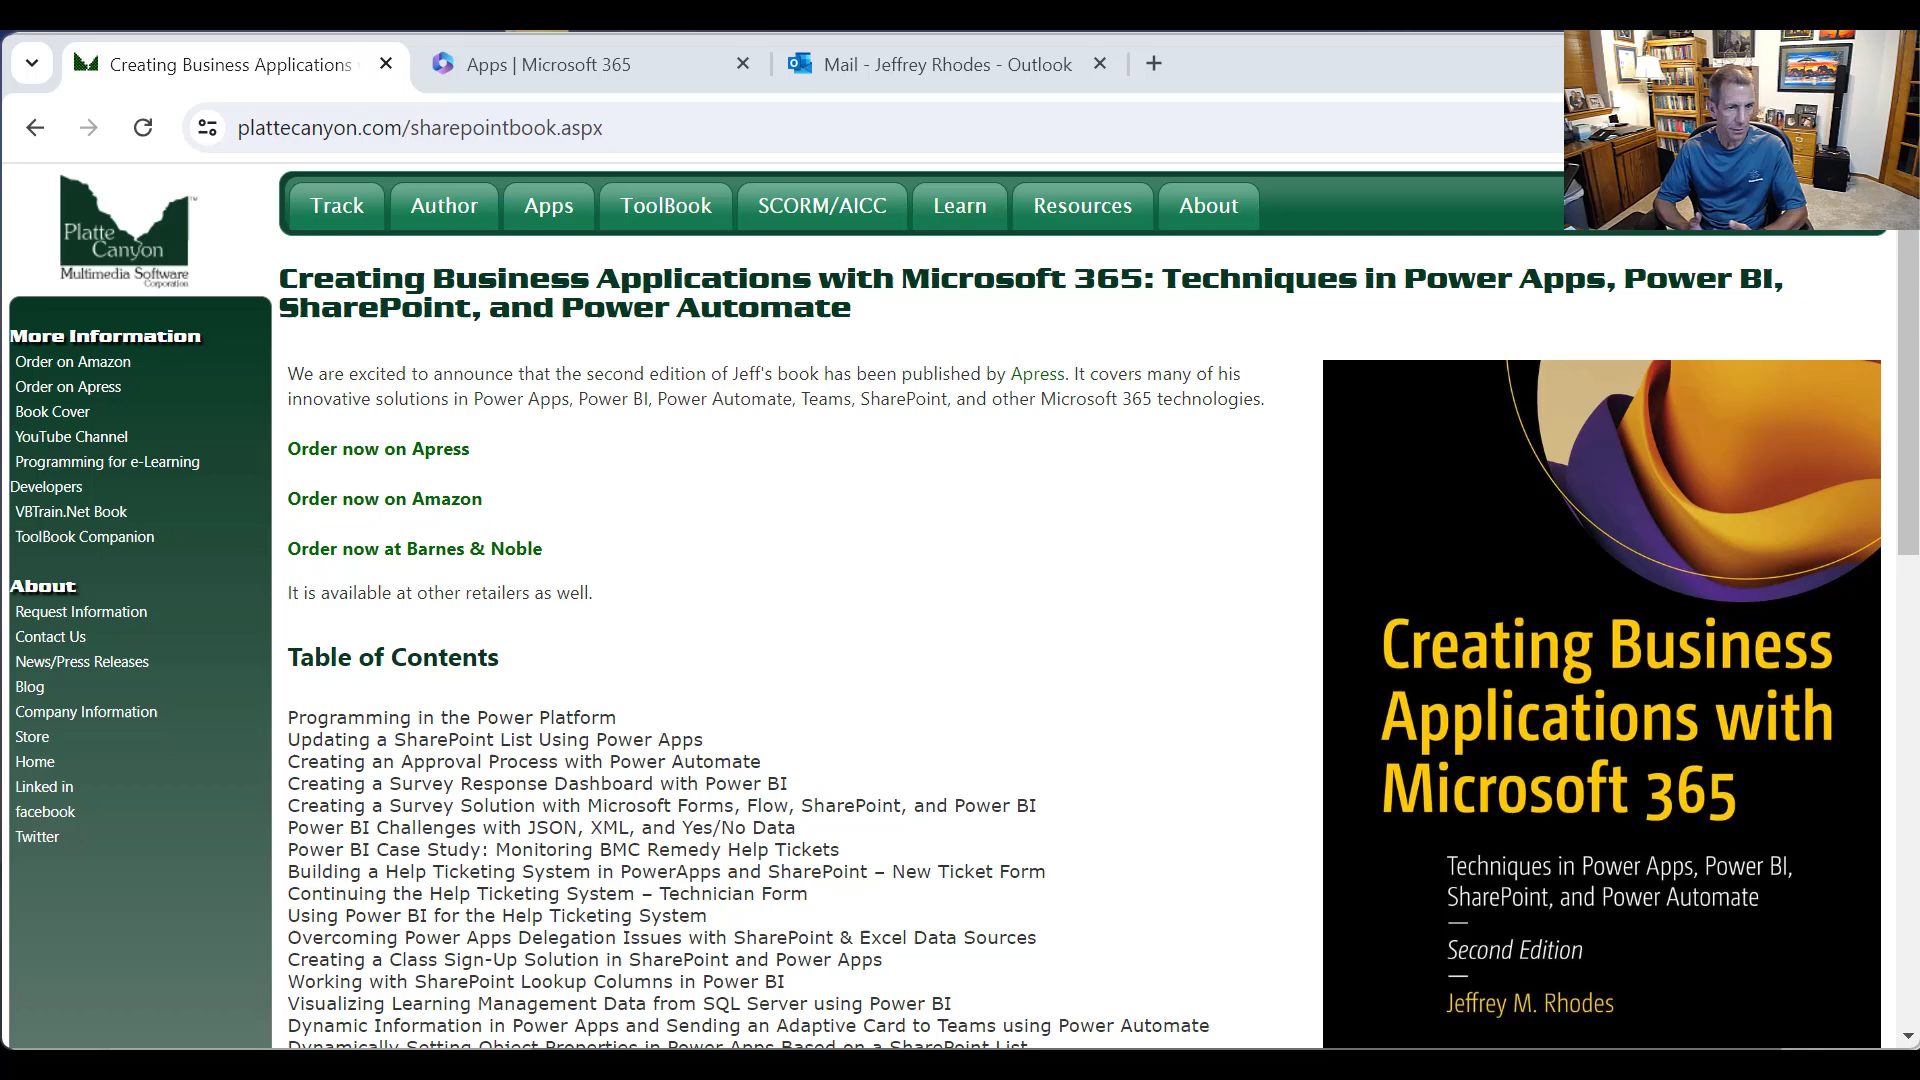 Creating Business Applications
Apps | Microsoft 365
Mail - Jeffrey Rhodes - Outlook
plattecanyon.com/sharepointbook.aspx
Platte
Canyon
Multimedia Software
Corporation
Track
Author
Apps
ToolBook
SCORM/AICC
Learn
Resources
About
Creating Business Applications with Microsoft 365: Techniques in Power Apps, Power BI,
SharePoint, and Power Automate
More Information
Order on Amazon
Order on Apress
Book Cover
YouTube Channel
Programming for e-Learning
Developers
VBTrain.Net Book
ToolBook Companion
About
Request Information
Contact Us
News/Press Releases
Blog
Company Information
Store
Home
Linked in
facebook
Twitter
We are excited to announce that the second edition of Jeff's book has been published by Apress. It covers many of his
innovative solutions in Power Apps, Power BI, Power Automate, Teams, SharePoint, and other Microsoft 365 technologies.
Order now on Apress
Order now on Amazon
Order now at Barnes & Noble
It is available at other retailers as well.
Table of Contents
Programming in the Power Platform
Updating a SharePoint List Using Power Apps
Creating an Approval Process with Power Automate
Creating a Survey Response Dashboard with Power BI
Creating a Survey Solution with Microsoft Forms, Flow, SharePoint, and Power BI
Power BI Challenges with JSON, XML, and Yes/No Data
Power BI Case Study: Monitoring BMC Remedy Help Tickets
Building a Help Ticketing System in PowerApps and SharePoint – New Ticket Form
Continuing the Help Ticketing System – Technician Form
Using Power BI for the Help Ticketing System
Overcoming Power Apps Delegation Issues with SharePoint & Excel Data Sources
Creating a Class Sign-Up Solution in SharePoint and Power Apps
Working with SharePoint Lookup Columns in Power BI
Visualizing Learning Management Data from SQL Server using Power BI
Dynamic Information in Power Apps and Sending an Adaptive Card to Teams using Power Automate
Dynamically Setting Object Properties in Power Apps Based on a SharePoint List
Creating Business
Applications with
Microsoft 365
Techniques in Power Apps, Power BI,
SharePoint, and Power Automate
Second Edition
Jeffrey M. Rhodes